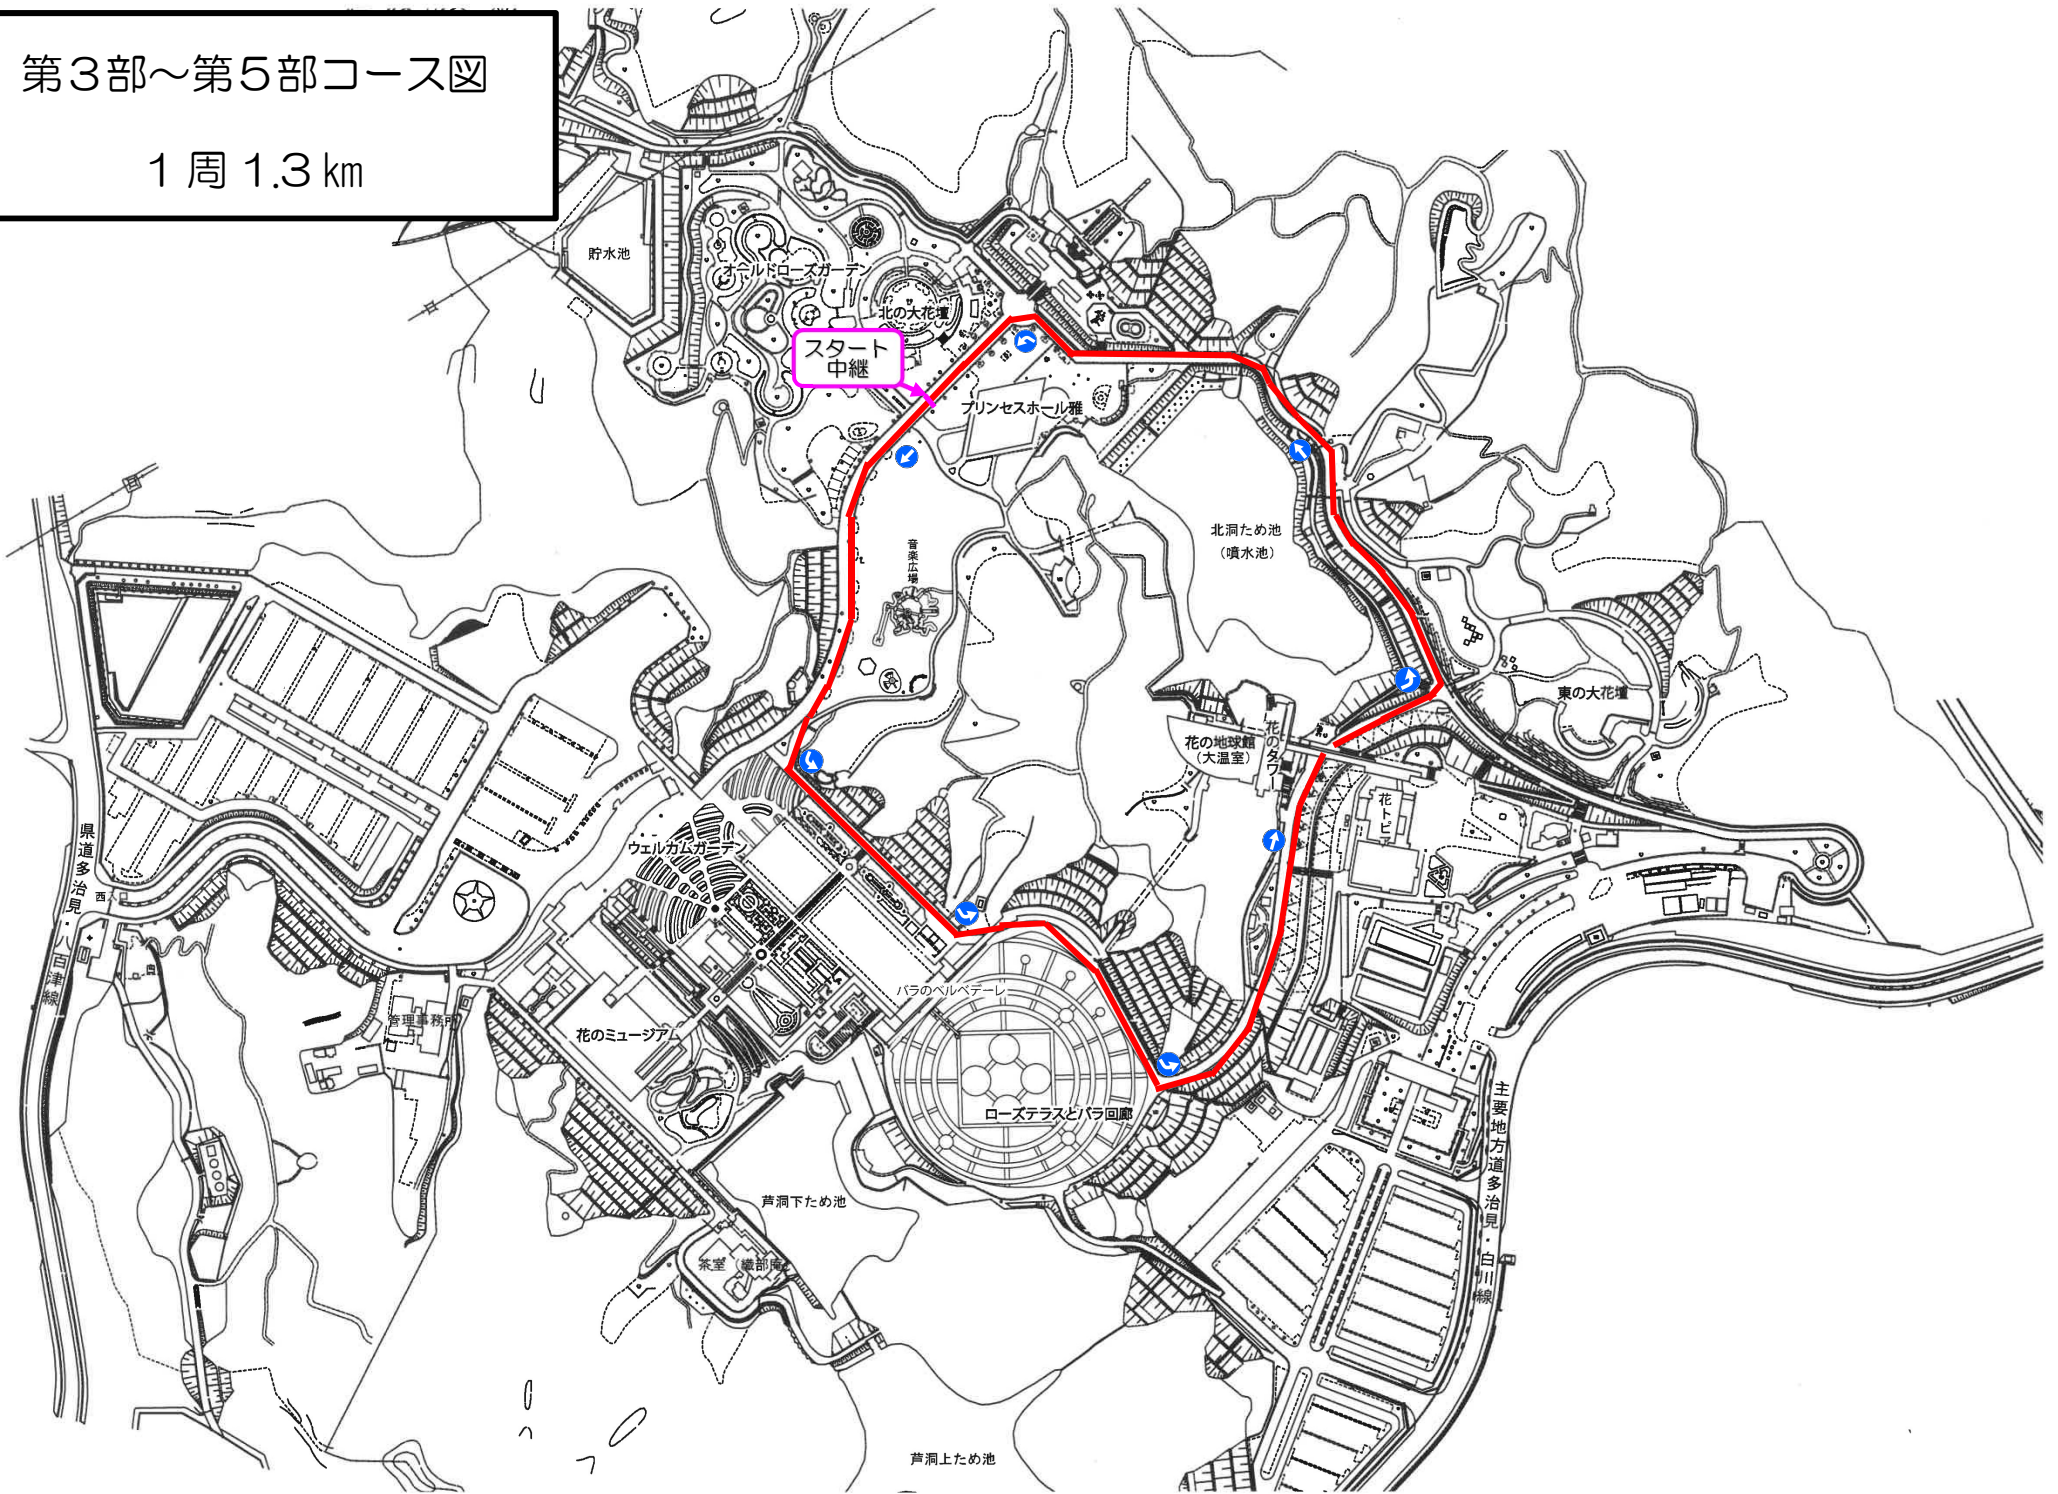 第3部～第5部コース図
1周1.3km
貯水池
オールドローズガーデン
北の大花壇
スタート
中継
プリンセスホール雅
音楽広場
北洞ため池
（噴水池）
東の大花壇
花の地球館
（大温室）
花のタワー
花トピア
ウェルカムガーデン
県道多治見・八百津線
管理事務所
花のミュージアム
バラのベルベデーレ
ローズテラスとバラ回廊
主要地方道多治見・白川線
芦洞下ため池
茶室（織部庵）
芦洞上ため池